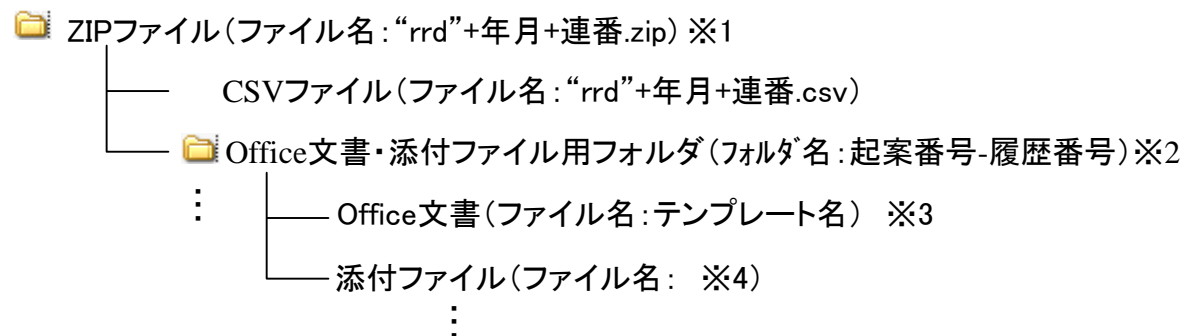 ZIPファイル(ファイル名:“rrd”+年月+連番.zip)※1
CSVファイル(ファイル名:“rrd”+年月+連番.csv)
Office文書・添付ファイル用フォルダ(フォルダ名:起案番号-履歴番号)※2
Office文書(ファイル名:テンプレート名) ※3
添付ファイル(ファイル名: ※4)